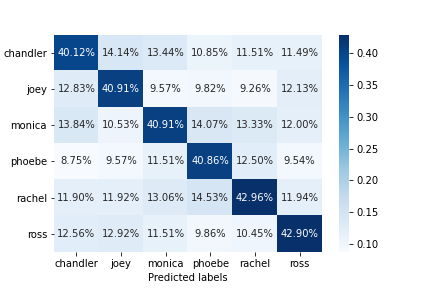 chandler 40.12% 14.14% 13.44% 10.85% 11.51% 11.49%
joey 12.83% 40.91% 9.57% 9.82% 9.26% 12.13%
monica 13.84% 10.53% 40.91% 14.07% 13.33% 12.00%
phoebe 8.75% 9.57% 11.51% 40.86% 12.50% 9.54%
rachel 11.90% 11.92% 13.06% 14.53% 42.96% 11.94%
ross 12.56% 12.92% 11.51% 9.86% 10.45% 42.90%
chandler joey monica phoebe rachel ross
Predicted labels
0.40
0.35
0.30
0.25
0.20
0.15
0.10